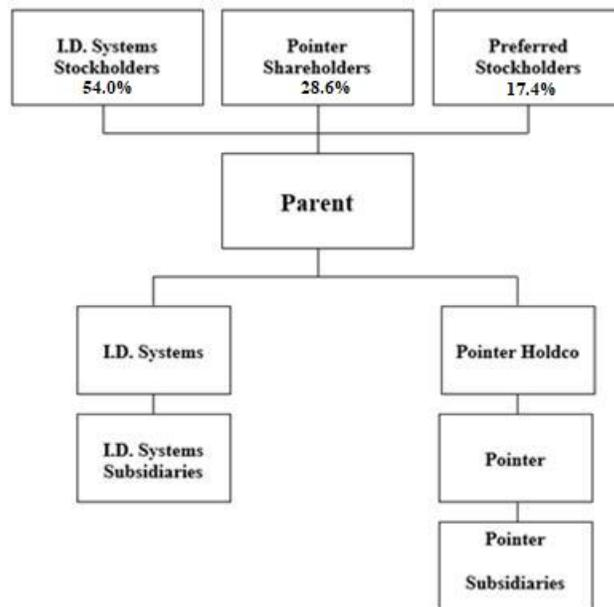 I.D. Systems
Stockholders
54.0%
Pointer
Shareholders
28.6%
Preferred
Stockholders
17.4%
Parent
I.D. Systems
Pointer Holdco
I.D. Systems
Subsidiaries
Pointer
Pointer
Subsidiaries